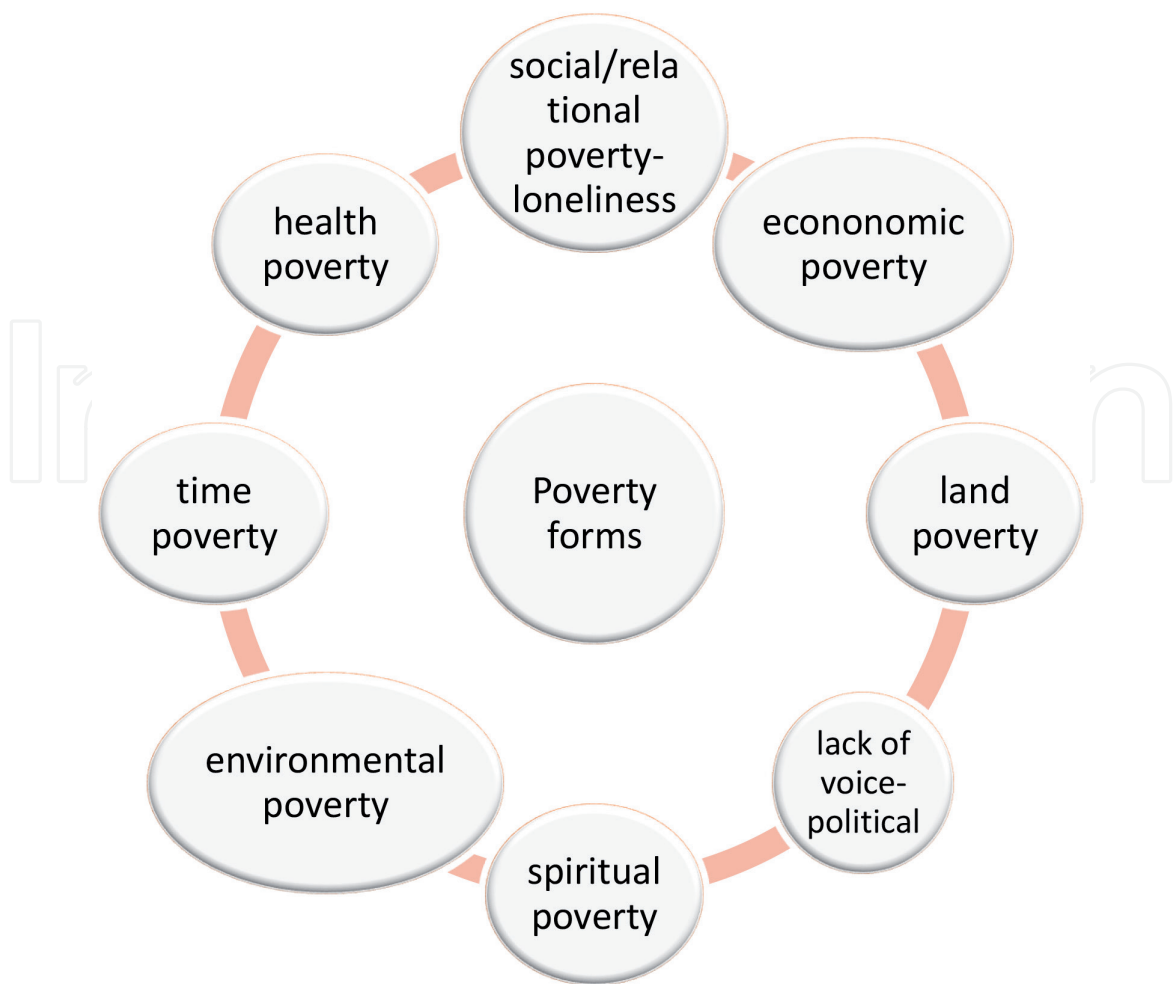 social/rela
tional
poverty-
loneliness
econonomic
poverty
land
poverty
lack of
voice-
political
spiritual
poverty
environmental
poverty
time
poverty
health
poverty
Poverty
forms